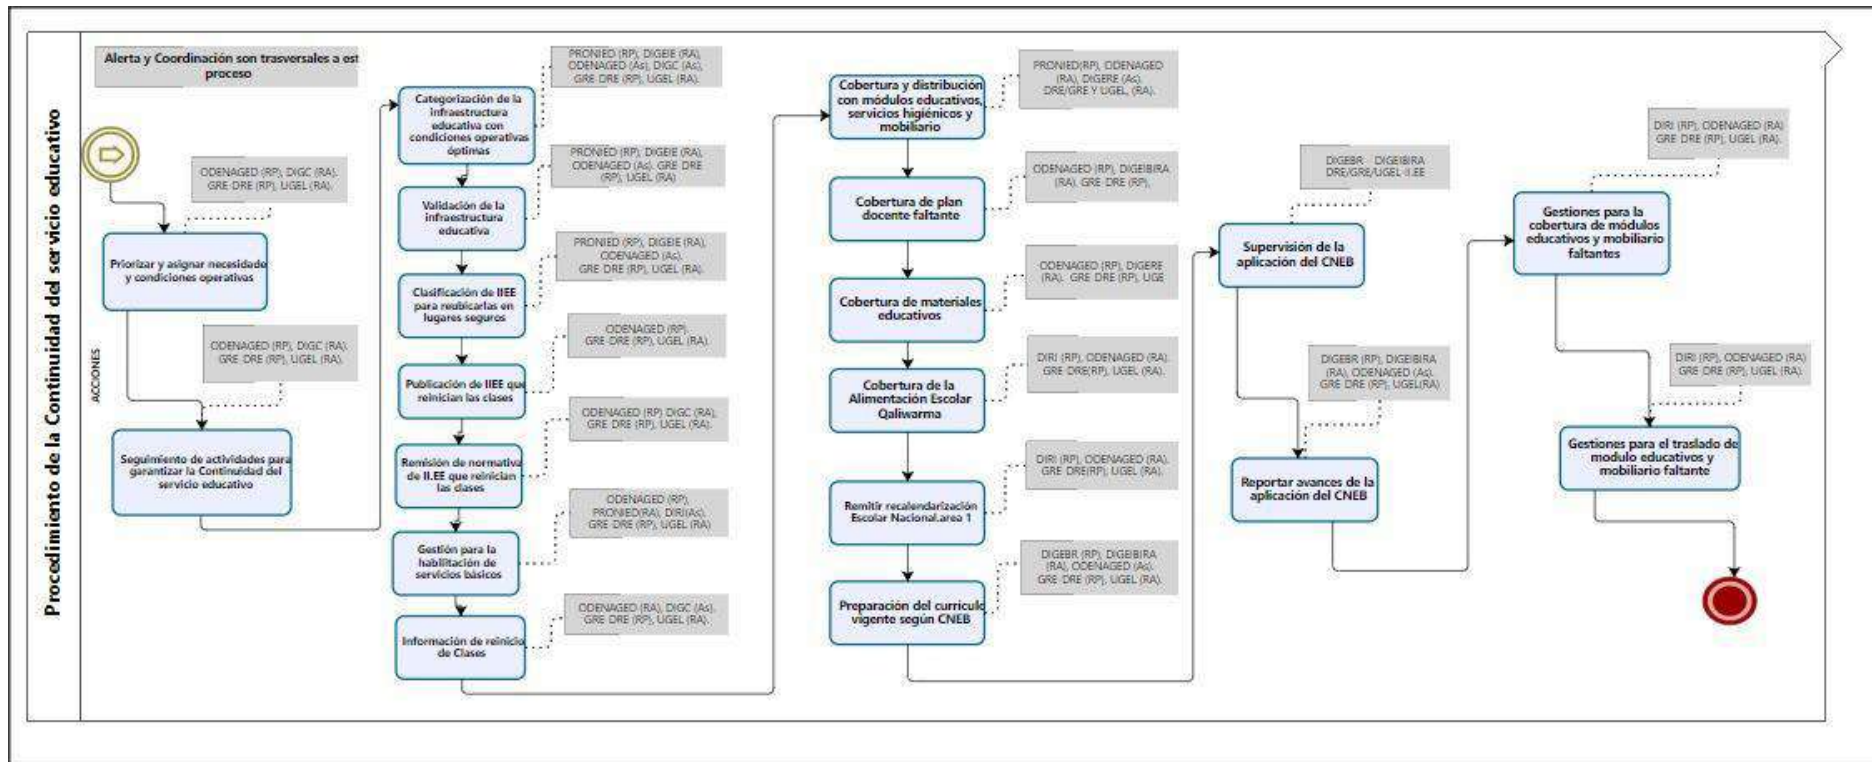 Procedimiento de la Continuidad del servicio educativo
ACCIONES
Alerta y Coordinación son trasversales a est
proceso
ODENAGED (RP), DIGC (RA).
GRE DRE (RP), UGEL (RA).
Priorizar y asignar necesidade
y condiciones operativas
ODENAGED (RP), DIGC (RA).
GRE DRE (RP), UGEL (RA).
Seguimiento de actividades para
garantizar la Continuidad del
servicio educativo
PRONIED (RP), DIGEIE (RA),
ODENAGED (As), DIGC (As),
GRE DRE (RP), UGEL (RA).
Categorización de la
infraestructura
educativa con
condiciones operativas
óptimas
PRONIED (RP), DIGEIE (RA),
ODENAGED (As). GRE DRE
(RP), UGEL (RA)
Validación de la
infraestructura
educativa
PRONIED (RP), DIGEIE (RA),
ODENAGED (As).
GRE DRE (RP), UGEL (RA).
Clasificación de IIEE
para reubicarlas en
lugares seguros
ODENAGED (RP).
GRE DRE (RP), UGEL (RA).
Publicación de IIEE que
reinician las clases
ODENAGED (RP) DIGC (RA),
GRE DRE (RP), UGEL (RA).
Remisión de normativa
de II.EE que reinician
las clases
ODENAGED (RP),
PRONIED(RA), DIRI(As).
GRE DRE (RP), UGEL (RA)
Gestión para la
habilitación de
servicios básicos
ODENAGED (RA), DIGC (As).
GRE DRE (RP), UGEL (RA).
Información de reinicio
de Clases
PRONIED(RP), ODENAGED
(RA), DIGERE (As).
DRE/GRE Y UGEL, (RA).
Cobertura y distribución
con módulos educativos,
servicios higiénicos y
mobiliario
ODENAGED (RP), DIGEIBIRA
(RA). GRE DRE (RP),
Cobertura de plan
docente faltante
ODENAGED (RP), DIGERE
(RA). GRE DRE (RP), UGE
Cobertura de materiales
educativos
DIRI (RP), ODENAGED (RA).
GRE DRE(RP), UGEL (RA).
Cobertura de la
Alimentación Escolar
Qaliwarma
DIRI (RP), ODENAGED (RA).
GRE DRE(RP), UGEL (RA).
Remitir recalendarización
Escolar Nacional.area 1
DIGEBR (RP), DIGEIBIRA
(RA), ODENAGED (As).
GRE DRE (RP), UGEL (RA).
Preparación del curriculo
vigente según CNEB
DIGEBR DIGEIBIRA
DRE/GRE/UGEL-II.EE
Supervisión de la
aplicación del CNEB
DIGEBR (RP), DIGEIBIRA
(RA), ODENAGED (As).
GRE DRE (RP), UGEL(RA)
Reportar avances de la
aplicación del CNEB
DIRI (RP), ODENAGED (RA)
GRE DRE (RP), UGEL (RA).
Gestiones para la
cobertura de módulos
educativos y mobiliario
faltantes
DIRI (RP), ODENAGED (RA)
GRE DRE (RP), UGEL (RA).
Gestiones para el traslado de
modulo educativos y
mobiliario faltante